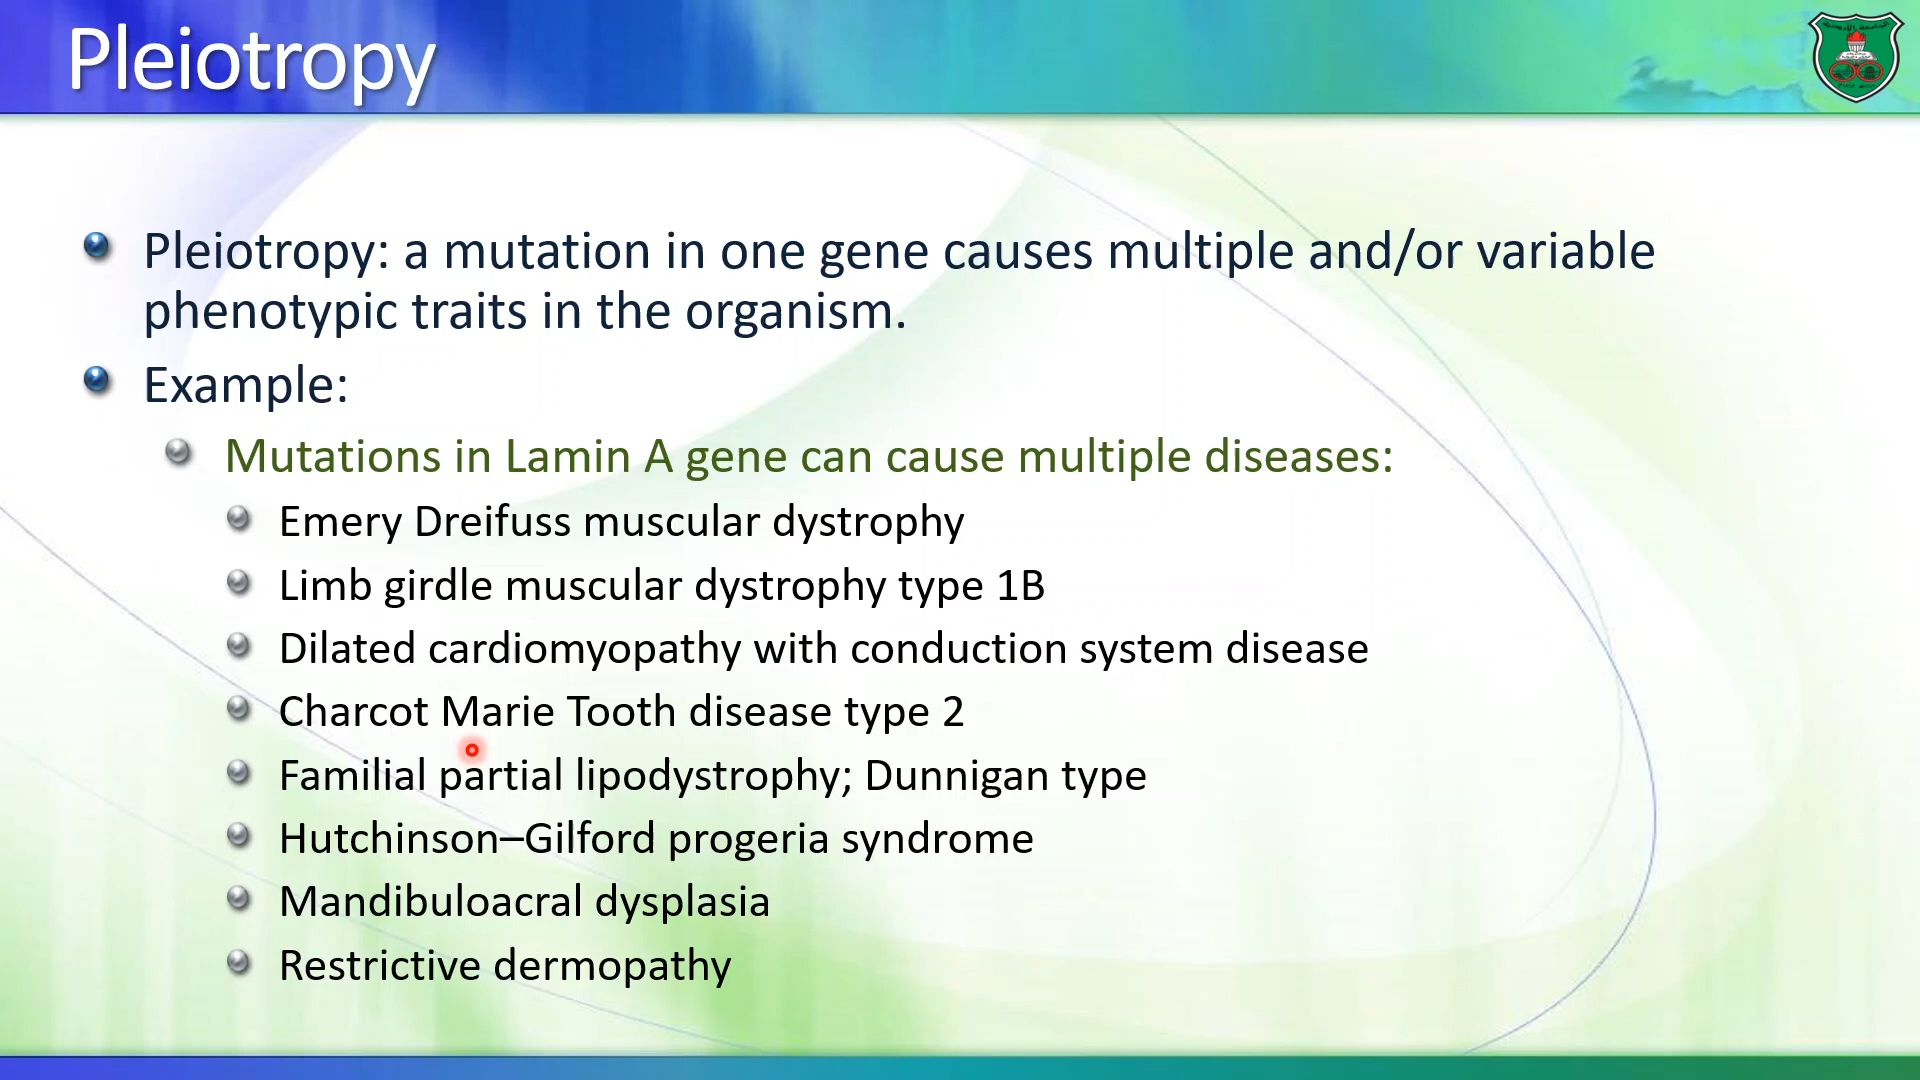 Pleiotropy
Pleiotropy: a mutation in one gene causes multiple and/or variable
phenotypic traits in the organism.
Example:
Mutations in Lamin A gene can cause multiple diseases:
Emery Dreifuss muscular dystrophy
Limb girdle muscular dystrophy type 1B
Dilated cardiomyopathy with conduction system disease
Charcot Marie Tooth disease type 2
Familial partial lipodystrophy; Dunnigan type
Hutchinson–Gilford progeria syndrome
Mandibuloacral dysplasia
Restrictive dermopathy